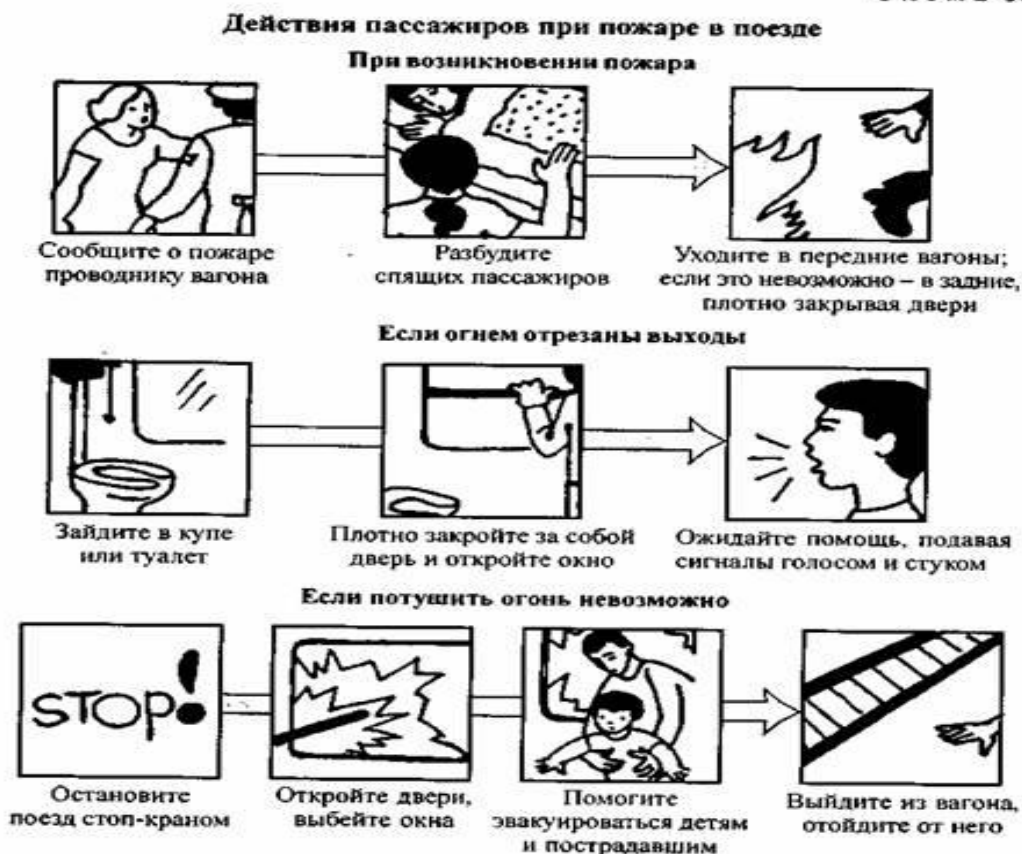 Действия пассажиров при пожаре в поезде
При возникновении пожара
Сообщите о пожаре
проводнику вагона
Разбудите
спящих пассажиров
Уходите в передние вагоны;
если это невозможно – в задние,
плотно закрывая двери
Если огнем отрезаны выходы
Зайдите в купе
или туалет
Плотно закройте за собой
дверь и откройте окно
Ожидайте помощь, подавая
сигналы голосом и стуком
Если потушить огонь невозможно
STOP!
Остановите
поезд стоп-краном
Откройте двери,
выбейте окна
Помогите
эвакуироваться детям
и пострадавшим
Выйдите из вагона,
отойдите от него